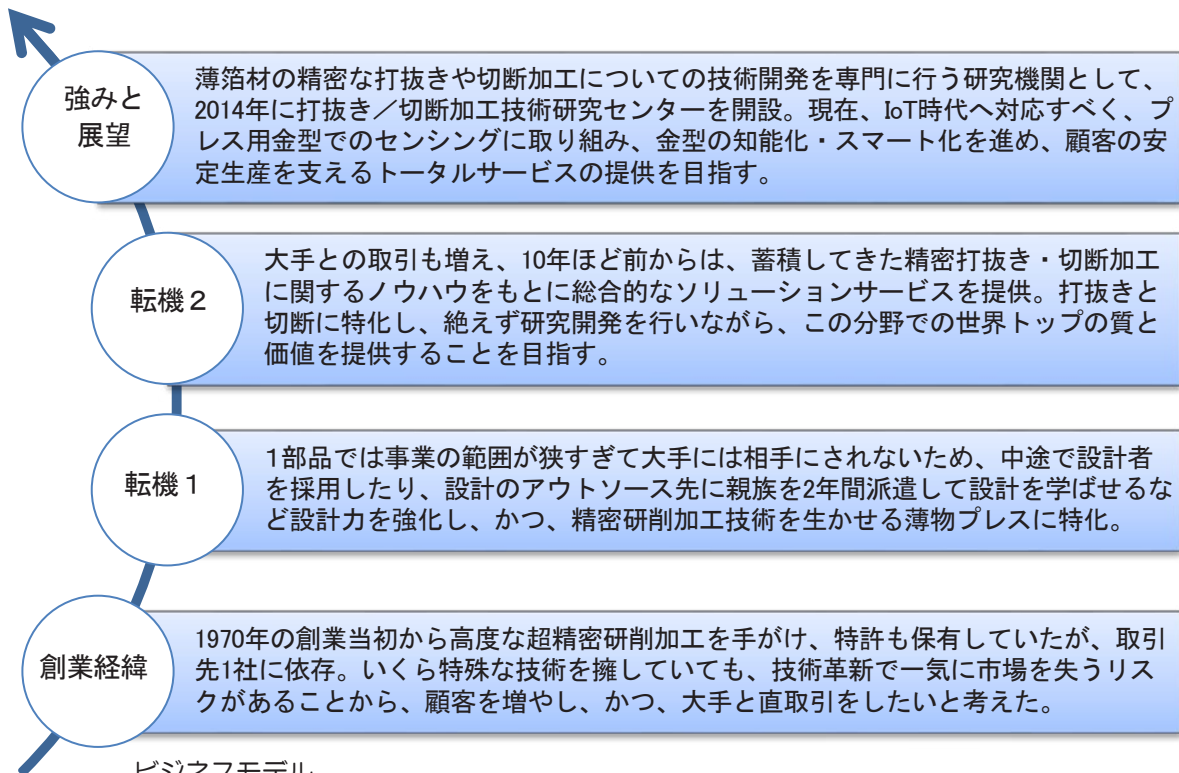 強みと
展望
薄箔材の精密な打抜きや切断加工についての技術開発を専門に行う研究機関として、
2014年に打抜き／切断加工技術研究センターを開設。現在、IoT時代へ対応すべく、プ
レス用金型でのセンシングに取り組み、金型の知能化・スマート化を進め、顧客の安
定生産を支えるトータルサービスの提供を目指す。
転機２
大手との取引も増え、10年ほど前からは、蓄積してきた精密打抜き・切断加工
に関するノウハウをもとに総合的なソリューションサービスを提供。打抜きと
切断に特化し、絶えず研究開発を行いながら、この分野での世界トップの質と
価値を提供することを目指す。
転機１
1部品では事業の範囲が狭すぎて大手には相手にされないため、中途で設計者
を採用したり、設計のアウトソース先に親族を2年間派遣して設計を学ばせるな
ど設計力を強化し、かつ、精密研削加工技術を生かせる薄物プレスに特化。
創業経緯
1970年の創業当初から高度な超精密研削加工を手がけ、特許も保有していたが、取引
先1社に依存。いくら特殊な技術を擁していても、技術革新で一気に市場を失うリス
クがあることから、顧客を増やし、かつ、大手と直取引をしたいと考えた。
ビジネスモデル